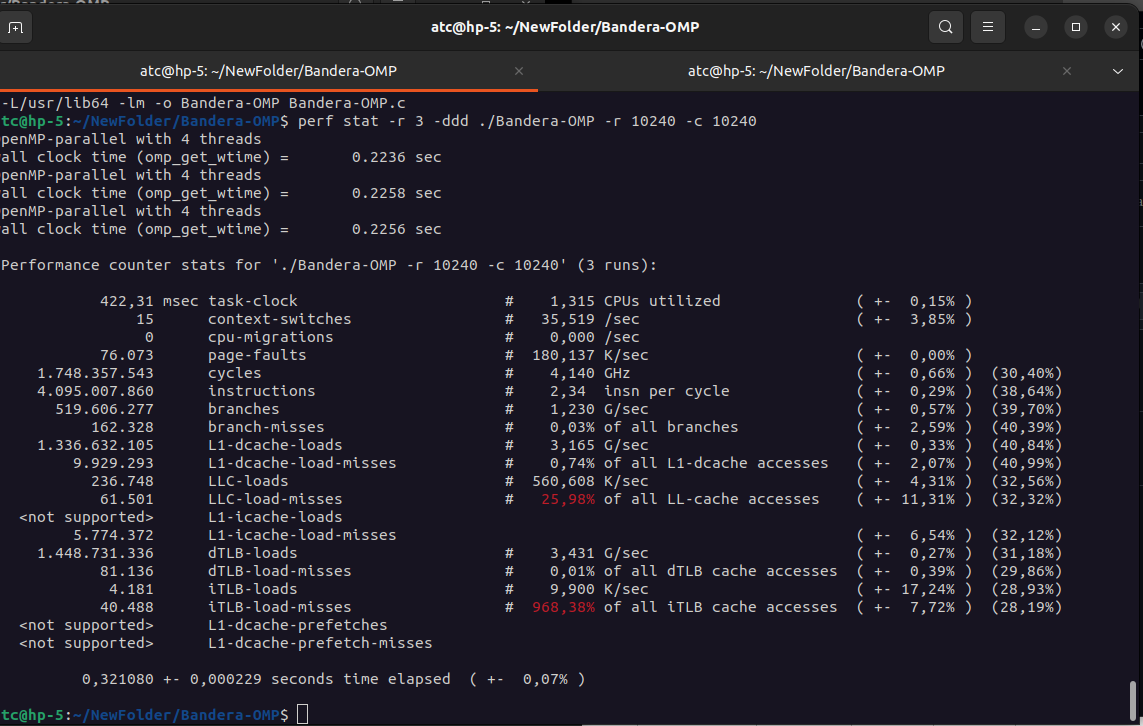 atc@hp-5: ~/NewFolder/Bandera-OMP
atc@hp-5: ~/NewFolder/Bandera-OMP
atc@hp-5: ~/NewFolder/Bandera-OMP
-L/usr/lib64 -lm -o Bandera-OMP Bandera-OMP.c
tc@hp-5:~/NewFolder/Bandera-OMP$ perf stat -r 3 -ddd ./Bandera-OMP -r 10240 -c 10240
penMP-parallel with 4 threads
all clock time (omp_get_wtime) = 0.2236 sec
penMP-parallel with 4 threads
all clock time (omp_get_wtime) = 0.2258 sec
penMP-parallel with 4 threads
all clock time (omp_get_wtime) = 0.2256 sec
Performance counter stats for './Bandera-OMP -r 10240 -c 10240' (3 runs):
422,31 msec task-clock # 1,315 CPUs utilized ( +- 0,15% )
15 context-switches # 35,519 /sec ( +- 3,85% )
0 cpu-migrations # 0,000 /sec
76.073 page-faults # 180,137 K/sec ( +- 0,00% )
1.748.357.543 cycles # 4,140 GHz ( +- 0,66% ) (30,40%)
4.095.007.860 instructions # 2,34 insn per cycle ( +- 0,29% ) (38,64%)
519.606.277 branches # 1,230 G/sec ( +- 0,57% ) (39,70%)
162.328 branch-misses # 0,03% of all branches ( +- 2,59% ) (40,39%)
1.336.632.105 L1-dcache-loads # 3,165 G/sec ( +- 0,33% ) (40,84%)
9.929.293 L1-dcache-load-misses # 0,74% of all L1-dcache accesses ( +- 2,07% ) (40,99%)
236.748 LLC-loads # 560,608 K/sec ( +- 4,31% ) (32,56%)
61.501 LLC-load-misses # 25,98% of all LL-cache accesses ( +- 11,31% ) (32,32%)
<not supported> L1-icache-loads
5.774.372 L1-icache-load-misses ( +- 6,54% ) (32,12%)
1.448.731.336 dTLB-loads # 3,431 G/sec ( +- 0,27% ) (31,18%)
81.136 dTLB-load-misses # 0,01% of all dTLB cache accesses ( +- 0,39% ) (29,86%)
4.181 iTLB-loads # 9,900 K/sec ( +- 17,24% ) (28,93%)
40.488 iTLB-load-misses # 968,38% of all iTLB cache accesses ( +- 7,72% ) (28,19%)
<not supported> L1-dcache-prefetches
<not supported> L1-dcache-prefetch-misses
0,321080 +- 0,000229 seconds time elapsed ( +- 0,07% )
tc@hp-5:~/NewFolder/Bandera-OMP$